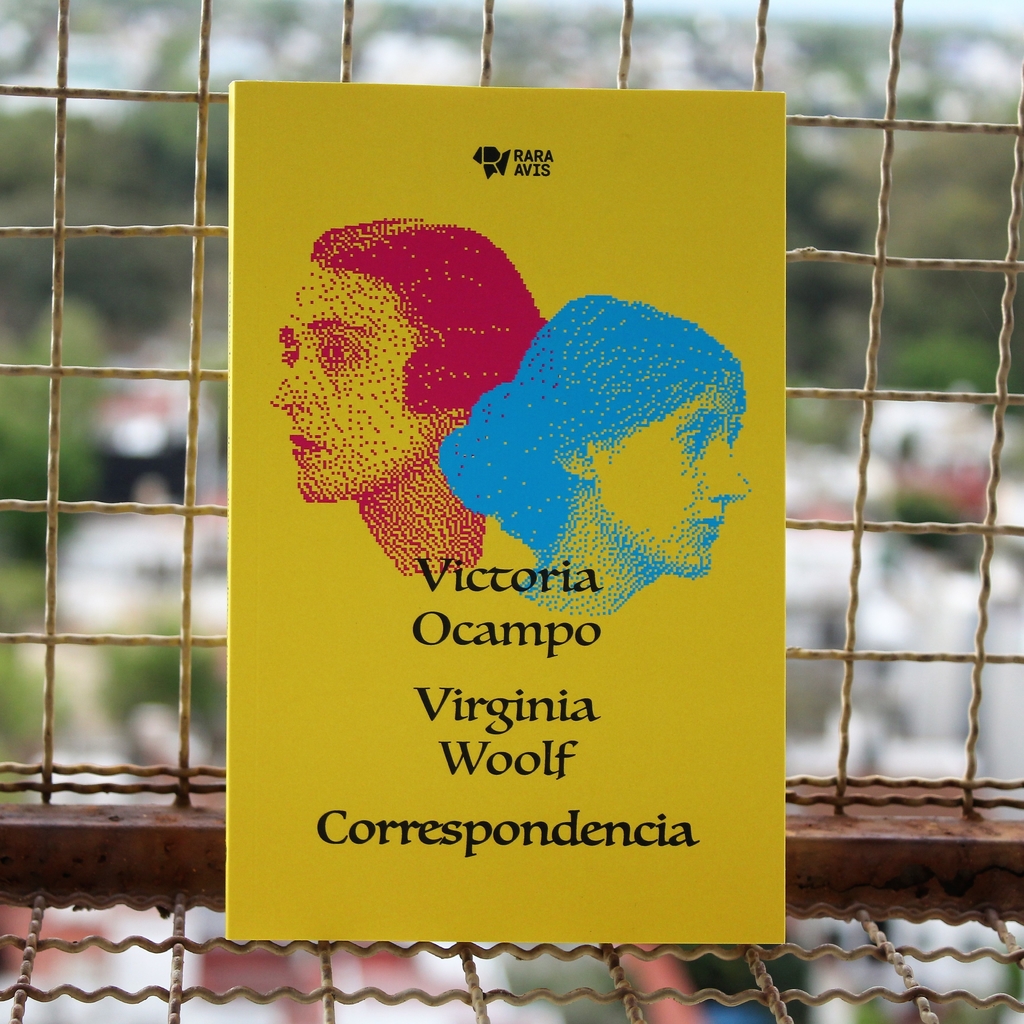 RARA
AVIS
Victoria
Ocampo
Virginia
Woolf
Correspondencia